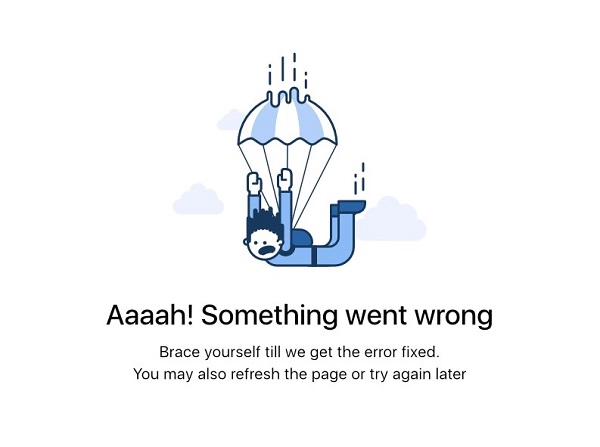 Aaaah! Something went wrong
Brace yourself till we get the error fixed.
You may also refresh the page or try again later